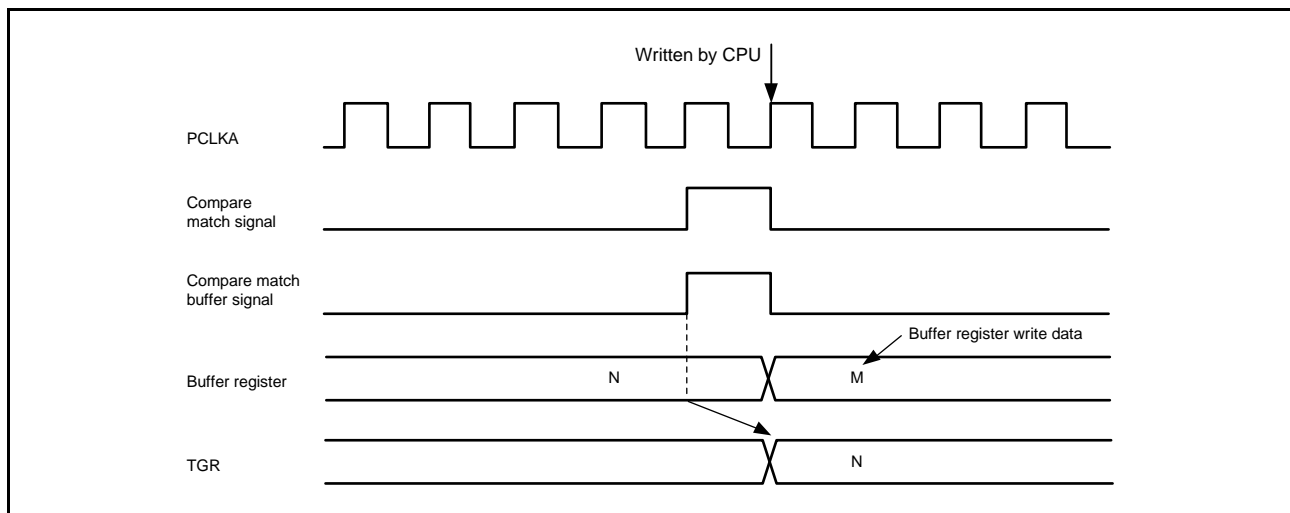 Written by CPU
PCLKA
Compare
match signal
Compare match
buffer signal
Buffer register write data
Buffer register
N
M
TGR
N